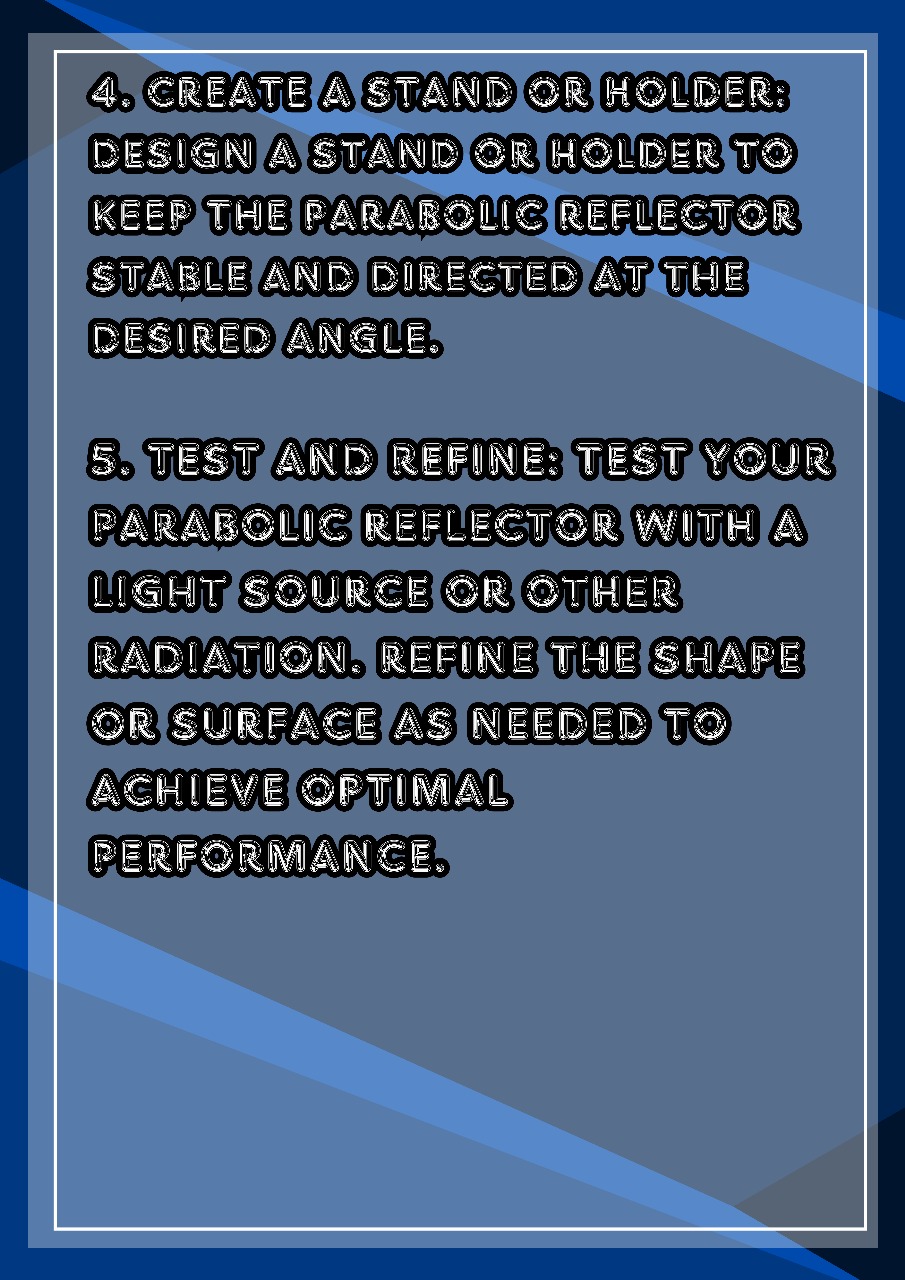 4. CREATE A STAND OR HOLDER:
DESIGN A STAND OR HOLDER TO
KEEP THE PARABOLIC REFLECTOR
STABLE AND DIRECTED AT THE
DESIRED ANGLE.
5. TEST AND REFINE: TEST YOUR
PARABOLIC REFLECTOR WITH A
LIGHT SOURCE OR OTHER
RADIATION. REFINE THE SHAPE
OR SURFACE AS NEEDED TO
ACHIEVE OPTIMAL
PERFORMANCE.